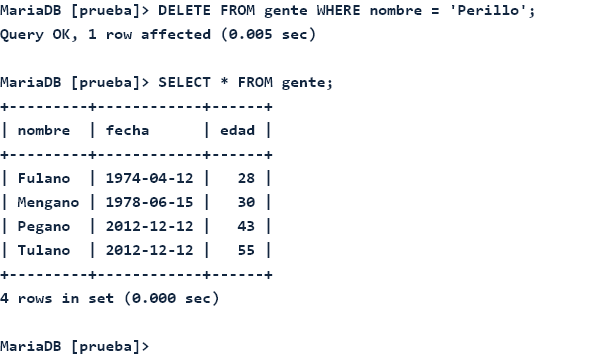 MariaDB [prueba]> DELETE FROM gente WHERE nombre = 'Perillo';
Query OK, 1 row affected (0.005 sec)

MariaDB [prueba]> SELECT * FROM gente;
+---------+------------+------+
| nombre  | fecha      | edad |
+---------+------------+------+
| Fulano  | 1974-04-12 |   28 |
| Mengano | 1978-06-15 |   30 |
| Pegano  | 2012-12-12 |   43 |
| Tulano  | 2012-12-12 |   55 |
+---------+------------+------+
4 rows in set (0.000 sec)

MariaDB [prueba]>